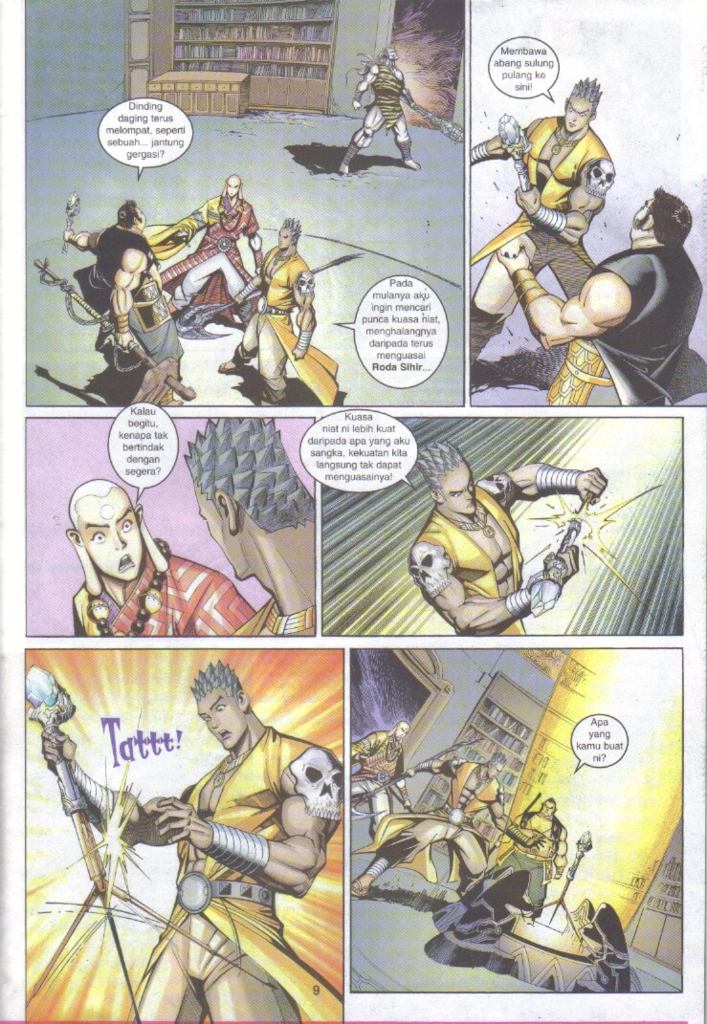 Dinding
daging terus
melompat, seperti
sebuah... jantung
gergasi?
Pada
mulanya aku
ingin mencari
punca kuasa niat,
menghalangnya
daripada terus
menguasai
Roda Sihir...
Membawa
abang sulung
pulang ke
sini!
Kalau
begitu,
kenapa tak
bertindak
dengan
segera?
Kuasa
niat ni lebih kuat
daripada apa yang aku
sangka, kekuatan kita
langsung tak dapat
menguasainya!
Tattt!
Apa
yang
kamu buat
ni?
9